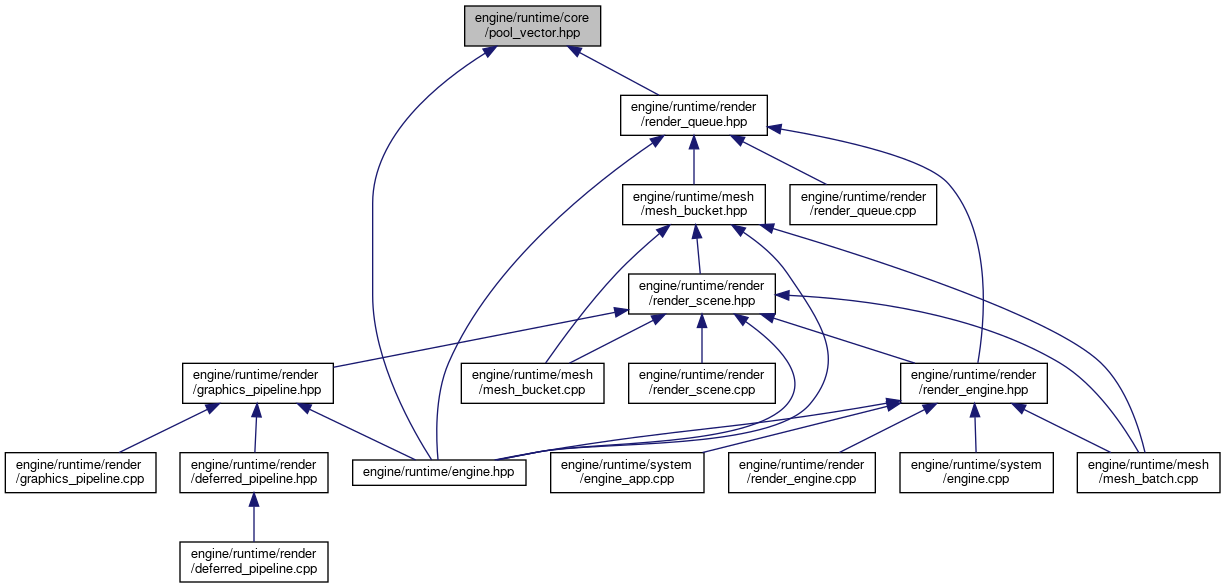 engine/runtime/core
/pool_vector.hpp
engine/runtime/render
/render_queue.hpp
engine/runtime/mesh
/mesh_bucket.hpp
engine/runtime/render
/render_queue.cpp
engine/runtime/render
/render_scene.hpp
engine/runtime/render
/graphics_pipeline.hpp
engine/runtime/mesh
/mesh_bucket.cpp
engine/runtime/render
/render_scene.cpp
engine/runtime/render
/render_engine.hpp
engine/runtime/render
/graphics_pipeline.cpp
engine/runtime/render
/deferred_pipeline.hpp
engine/runtime/engine.hpp
engine/runtime/system
/engine_app.cpp
engine/runtime/render
/render_engine.cpp
engine/runtime/system
/engine.cpp
engine/runtime/mesh
/mesh_batch.cpp
engine/runtime/render
/deferred_pipeline.cpp